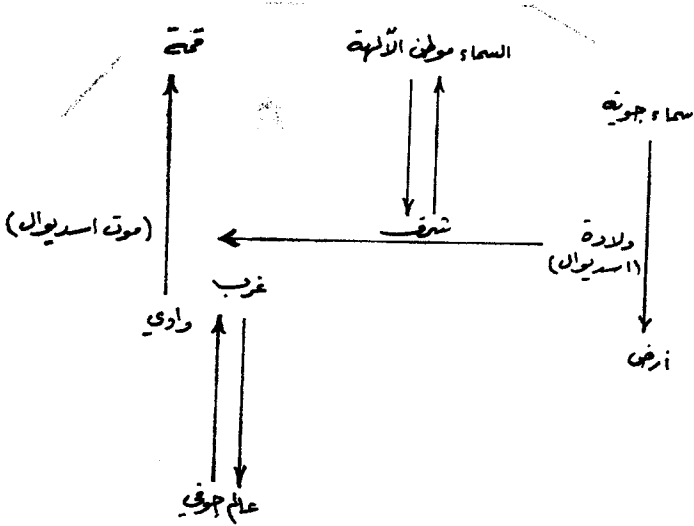 قمة
السماء موطن الآلهة
سماء جوية
(موت اسديوال)
شرق
ولادة
(اسديوال)
غرب
وادي
أرض
عالم جوفي